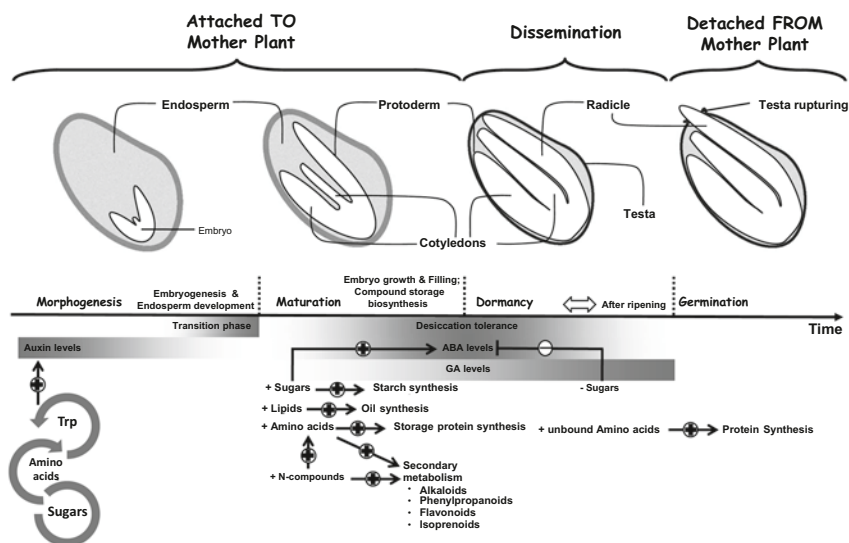 Attached TO
Mother Plant
Dissemination
Detached FROM
Mother Plant
Endosperm
Protoderm
Radicle
Testa rupturing
Embryo
Cotyledons
Testa
Morphogenesis
Embryogenesis &
Endosperm development
Maturation
Embryo growth & Filling;
Compound storage
biosynthesis
Dormancy
After ripening
Germination
Time
Transition phase
Desiccation tolerance
Auxin levels
ABA levels
GA levels
+ Sugars
Starch synthesis
- Sugars
+ Lipids
Oil synthesis
+ Amino acids
Storage protein synthesis
+ unbound Amino acids
Protein Synthesis
Trp
Amino
acids
Sugars
+ N-compounds
Secondary
metabolism
· Alkaloids
· Phenylpropanoids
· Flavonoids
· Isoprenoids